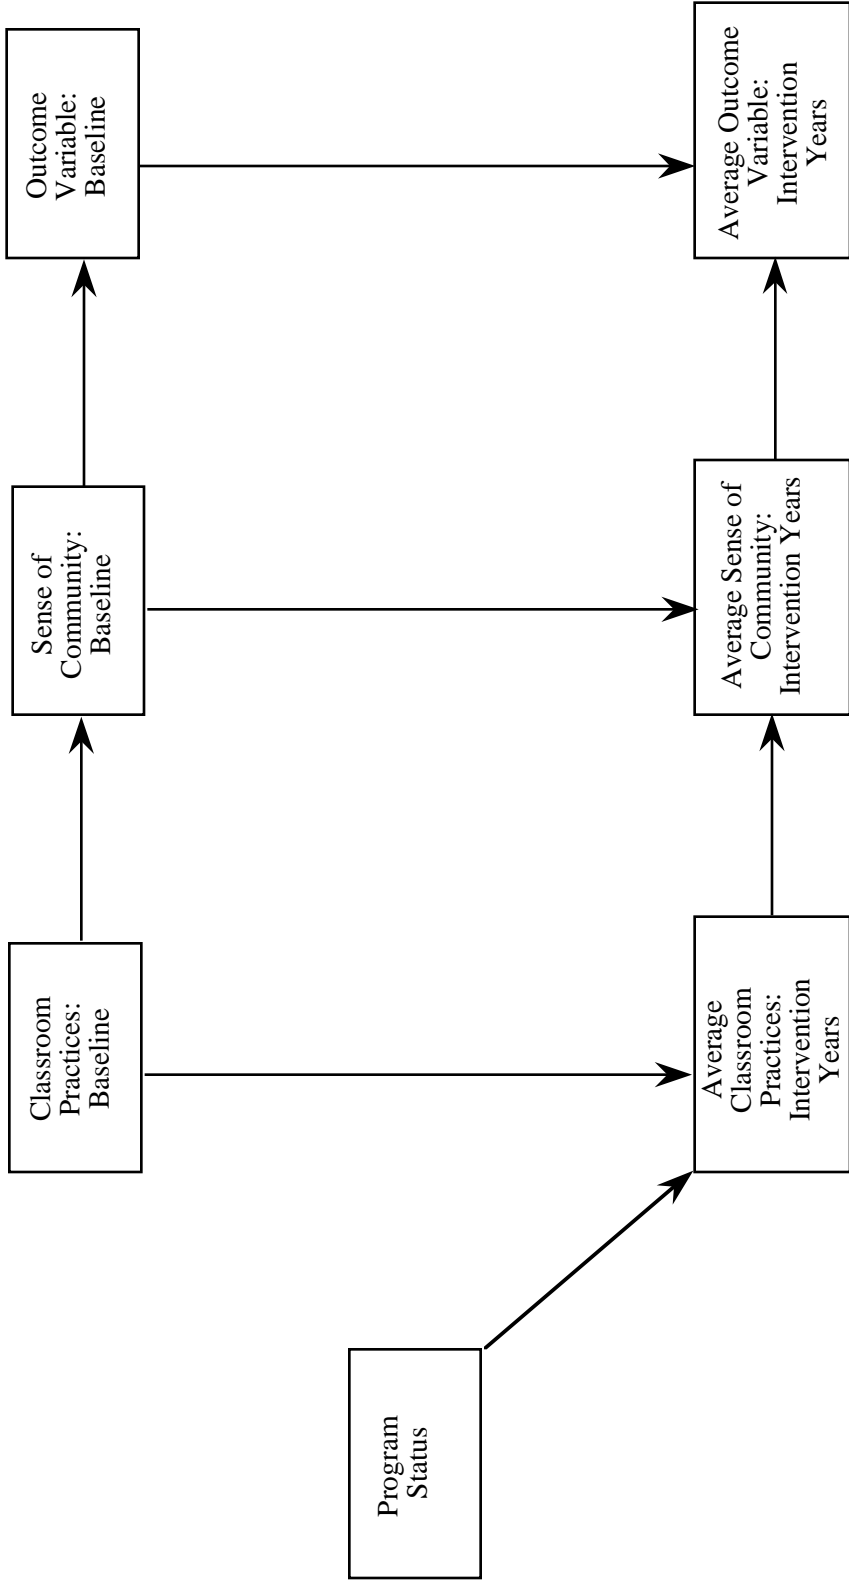 Classroom
Practices:
Baseline
Sense of
Community:
Baseline
Outcome
Variable:
Baseline
Program
Status
Average
Classroom
Practices:
Intervention
Years
Average Sense of
Community:
Intervention Years
Average Outcome
Variable:
Intervention
Years